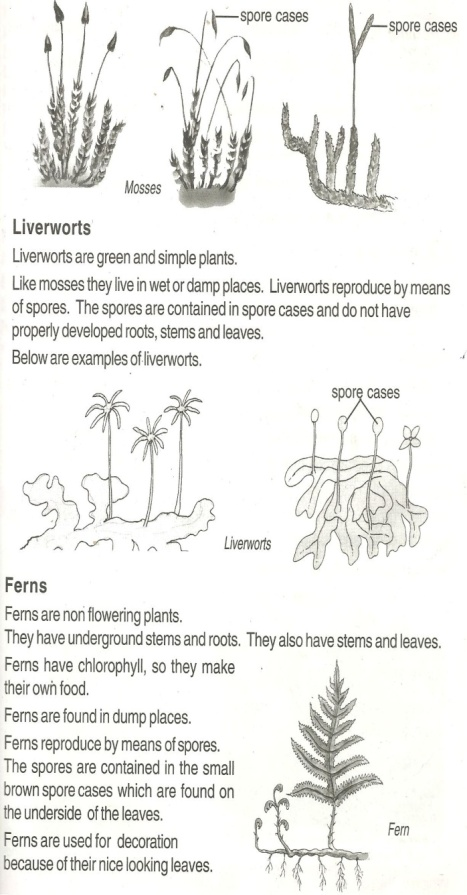 spore cases
spore cases
Mosses
Liverworts
Liverworts are green and simple plants.
Like mosses they live in wet or damp places. Liverworts reproduce by means
of spores. The spores are contained in spore cases and do not have
properly developed roots, stems and leaves.
Below are examples of liverworts.
spore cases
Liverworts
Ferns
Ferns are non flowering plants.
They have underground stems and roots. They also have stems and leaves.
Ferns have chlorophyll, so they make
their own food.
Ferns are found in dump places.
Ferns reproduce by means of spores.
The spores are contained in the small
brown spore cases which are found on
the underside of the leaves.
Fern
Ferns are used for decoration
because of their nice looking leaves.